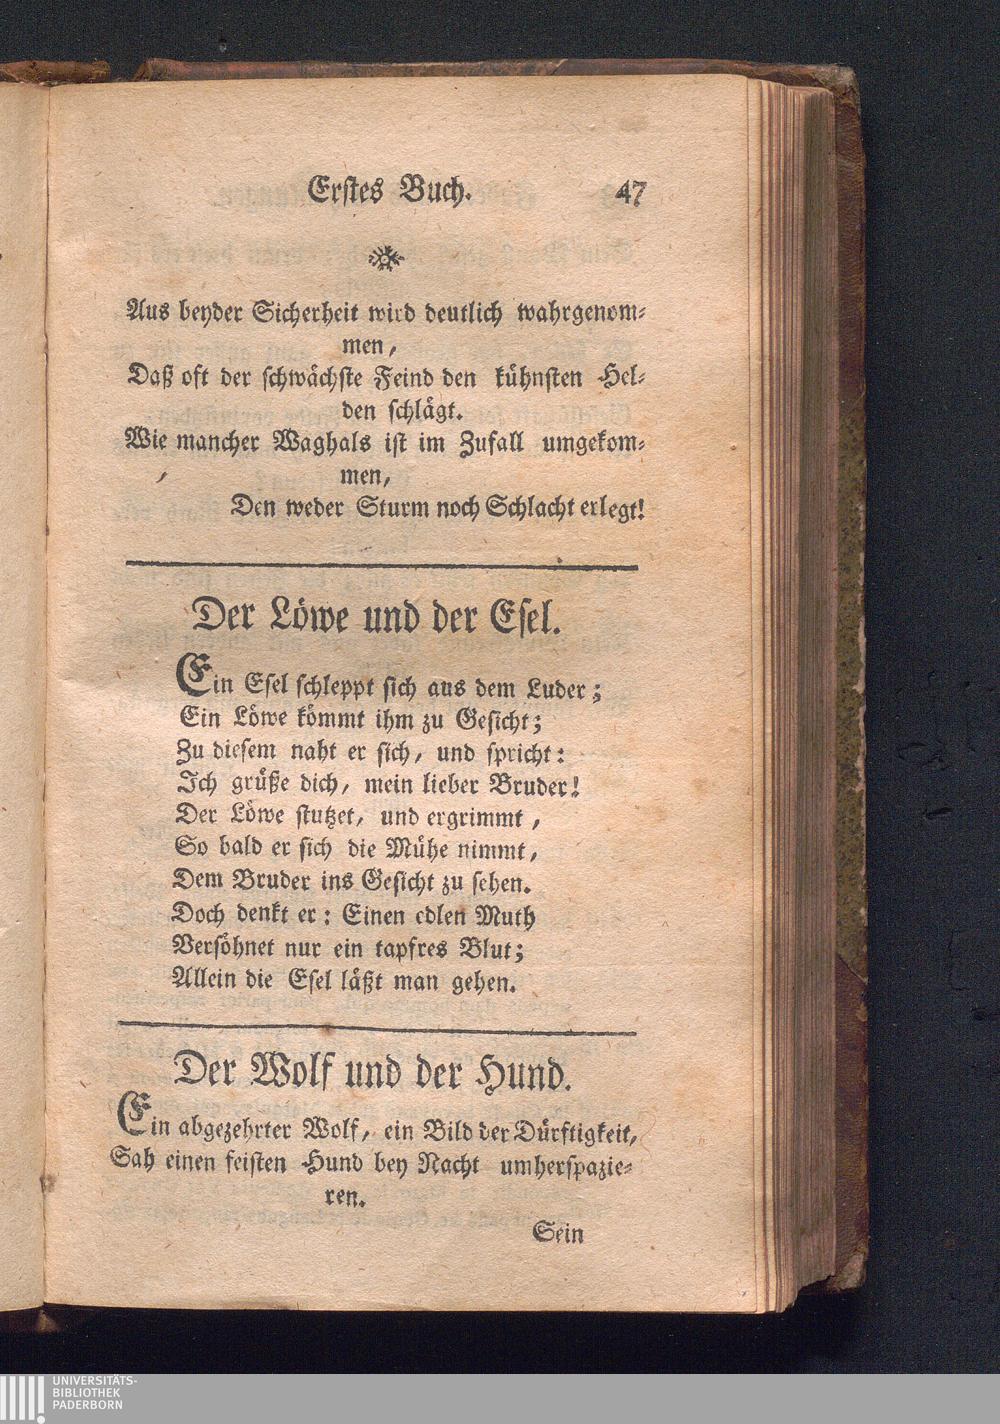 Erstes Buch. 47
Aus beyder Sicherheit wird deutlich wahrgenom-
men,
Daß oft der schwächste Feind den kühnsten Hel-
den schlägt.
Wie mancher Waghals ist im Zufall umgekom-
men,
Den weder Sturm noch Schlacht erlegt!
Der Löwe und der Esel.
Ein Esel schleppt sich aus dem Luder;
Ein Löwe kömmt ihm zu Gesicht;
Zu diesem naht er sich, und spricht:
Ich grüße dich, mein lieber Bruder!
Der Löwe stutzet, und ergrimmt,
So bald er sich die Mühe nimmt,
Dem Bruder ins Gesicht zu sehen.
Doch denkt er: Einen edlen Muth
Versöhnet nur ein tapfres Blut;
Allein die Esel läßt man gehen.
Der Wolf und der Hund.
Ein abgezehrter Wolf, ein Bild der Dürftigkeit,
Sah einen feisten Hund bey Nacht umherspazie-
ren.
Sein
UNIVERSITÄTS-
BIBLIOTHEK
PADERBORN